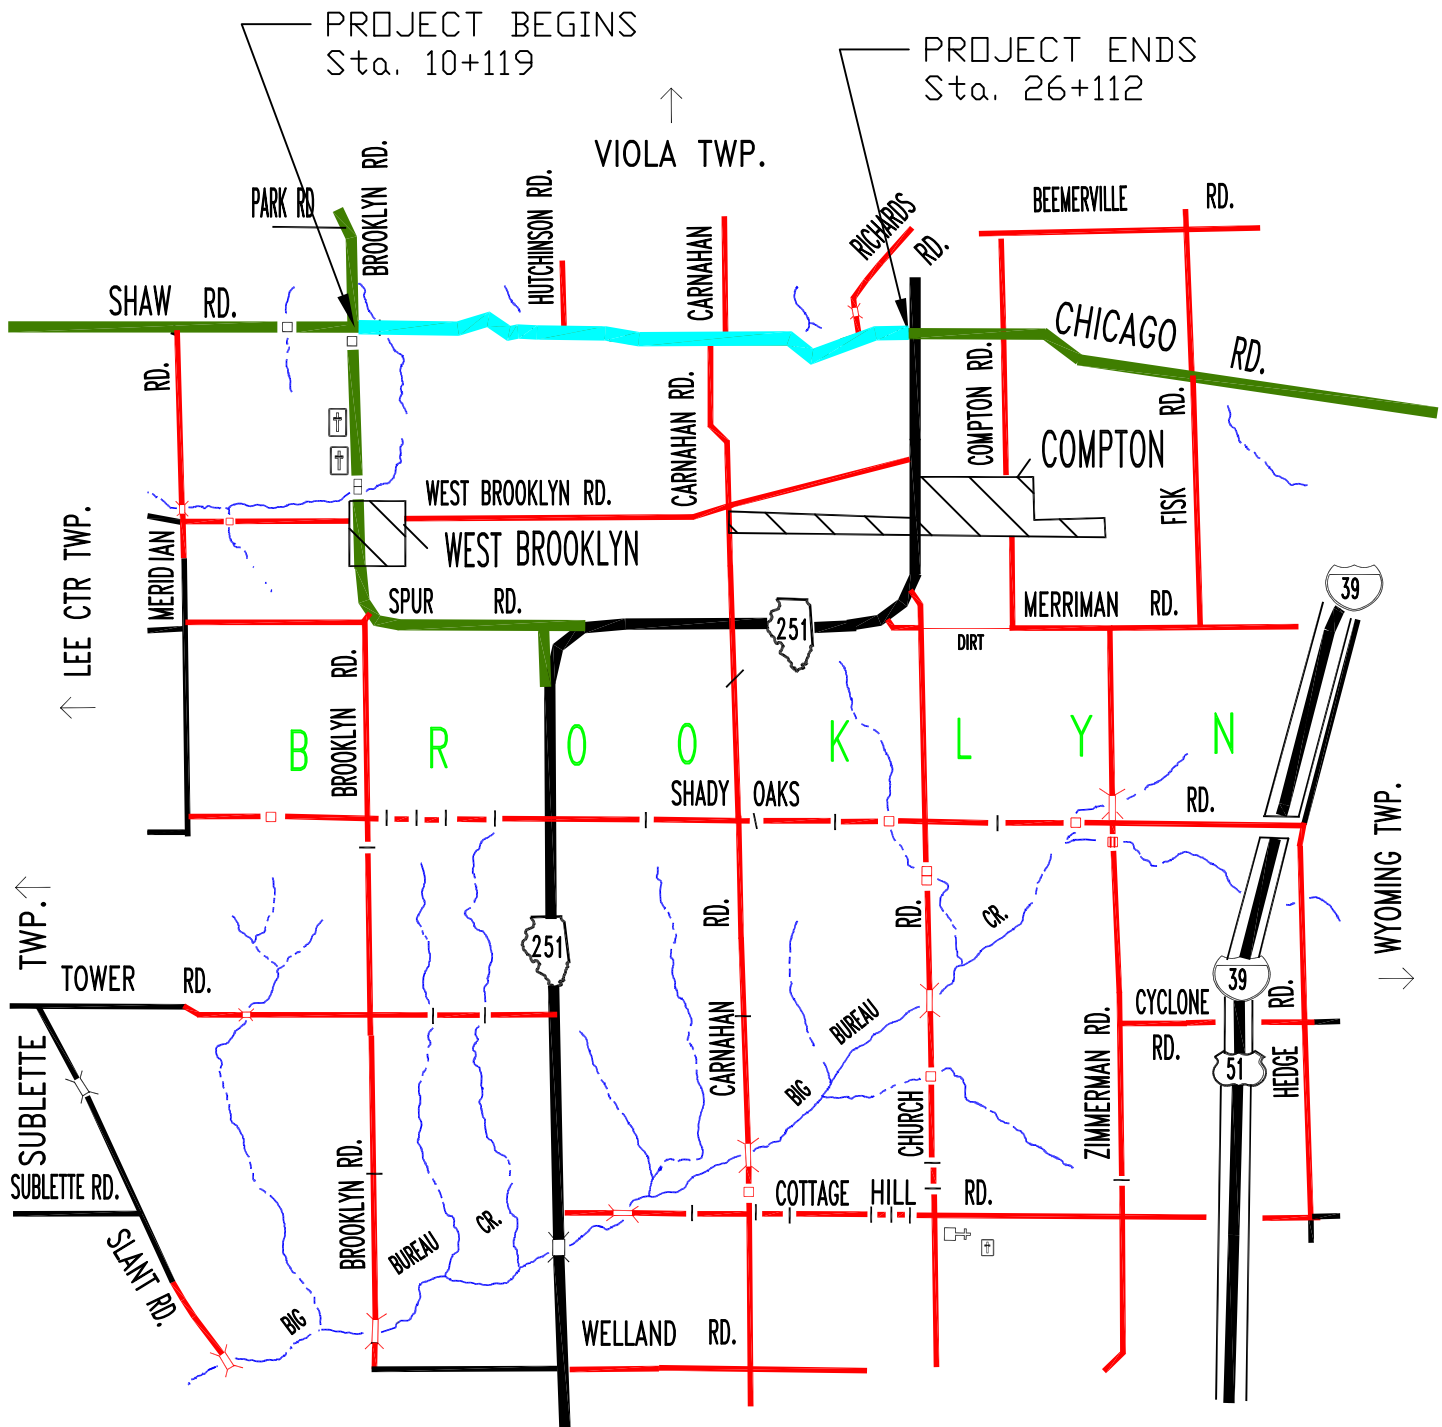 PROJECT BEGINS
Sta. 10+119
PROJECT ENDS
Sta. 26+112
VIOLA TWP.
PARK RD
BROOKLYN RD.
HUTCHINSON RD.
CARNAHAN
RICHARDS
RD.
BEEMERVILLE RD.
SHAW RD.
CHICAGO RD.
RD.
CARNAHAN RD.
COMPTON RD.
FISK RD.
COMPTON
WEST BROOKLYN RD.
WEST BROOKLYN
LEE CTR TWP.
MERIDIAN
SPUR RD.
251
MERRIMAN RD.
DIRT
39
BROOKLYN RD.
BROOKLYN
SHADY OAKS RD.
WYOMING TWP.
SUBLETTE TWP.
TOWER RD.
251
RD.
CARNAHAN
RD.
CHURCH
BIG BUREAU CR.
39
CYCLONE
RD.
ZIMMERMAN RD.
RD.
HEDGE
51
SUBLETTE RD.
SLANT RD.
BROOKLYN RD.
BIG BUREAU CR.
COTTAGE HILL RD.
WELLAND RD.